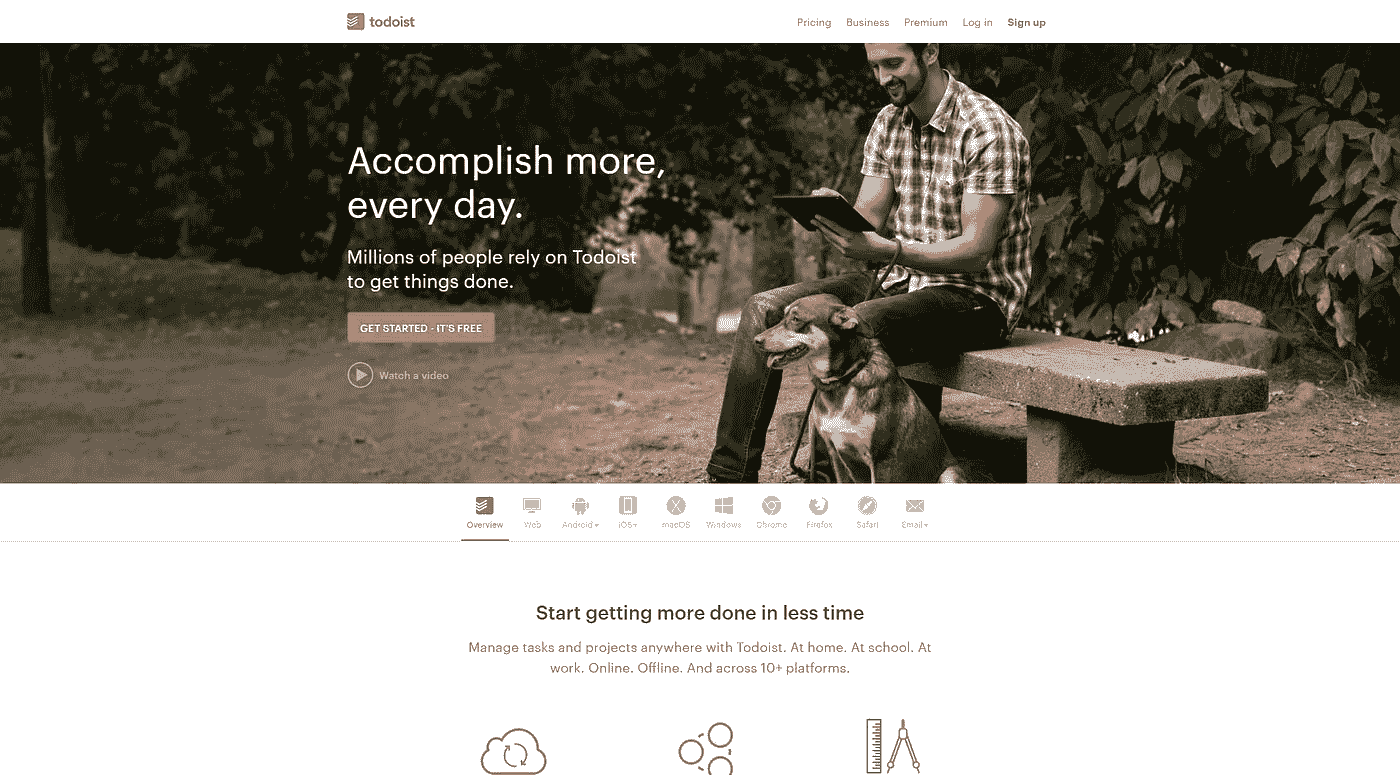 todoist
Pricing Business Premium Log in Sign up
Accomplish more,
every day.
Millions of people rely on Todoist
to get things done.
GET STARTED - IT'S FREE
Watch a video
Overview Web Android iOS macOS Windows Chrome Firefox Safari Email
Start getting more done in less time
Manage tasks and projects anywhere with Todoist. At home. At school. At
work. Online. Offline. And across 10+ platforms.